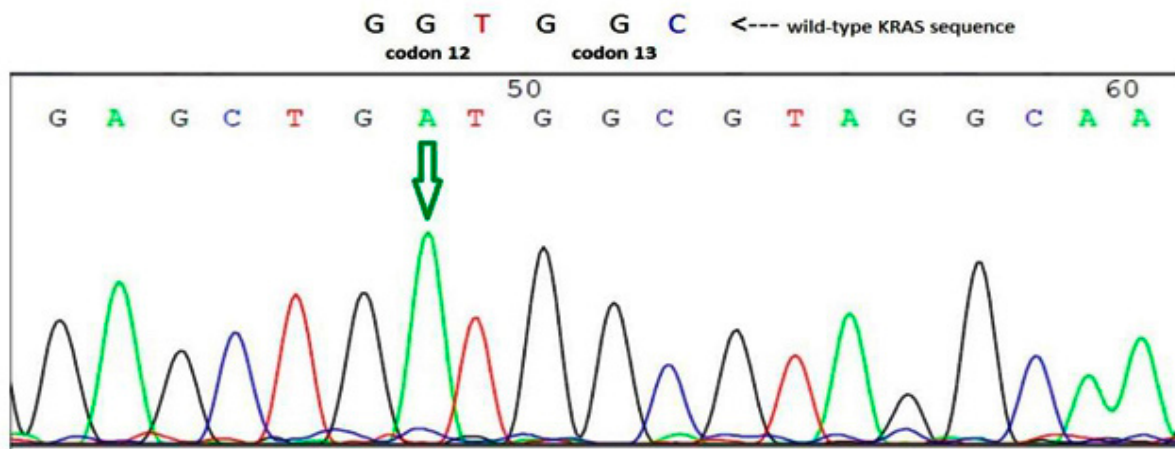 G G T G G C <--- wild-type KRAS sequence
codon 12 codon 13
50 60
G A G C T G A T G G C G T A G G C A A